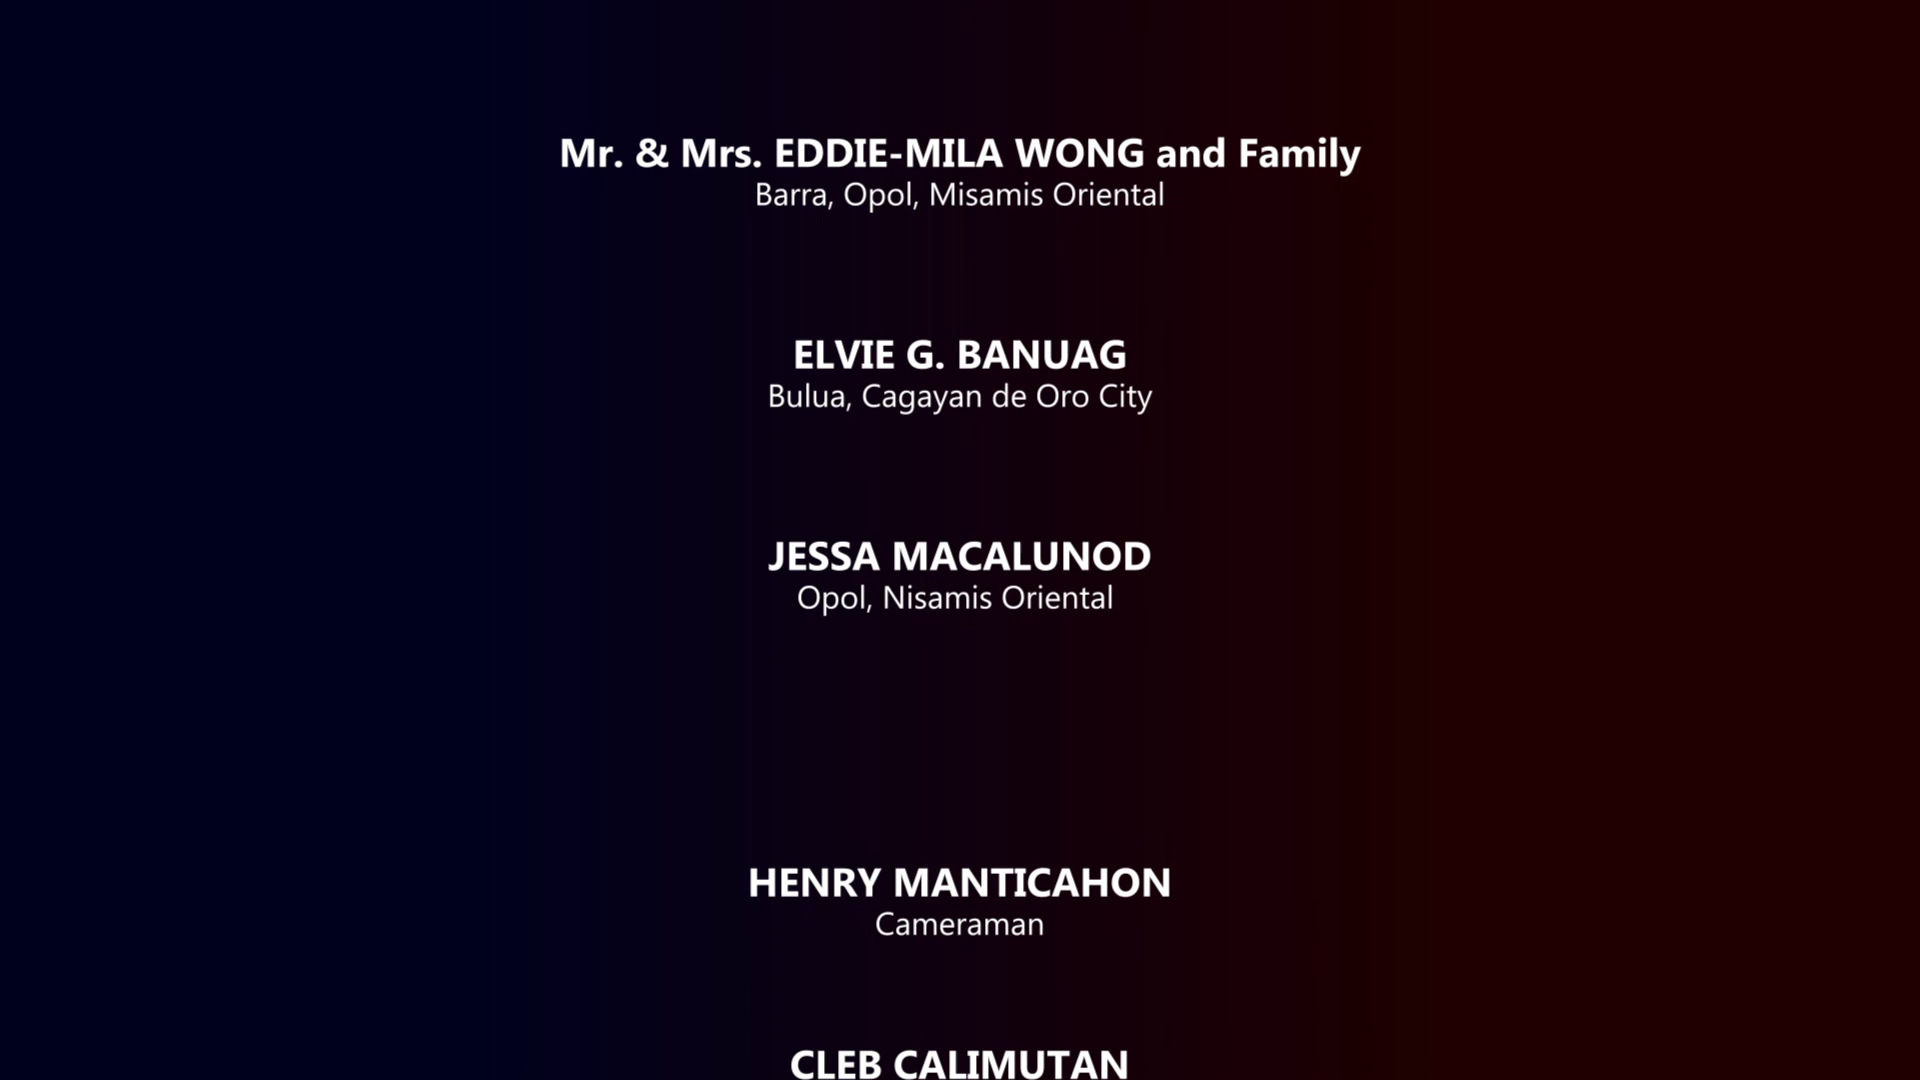 Mr. & Mrs. EDDIE-MILA WONG and Family
Barra, Opol, Misamis Oriental
ELVIE G. BANUAG
Bulua, Cagayan de Oro City
JESSA MACALUNOD
Opol, Nisamis Oriental
HENRY MANTICAHON
Cameraman
CLEB CALIMUTAN